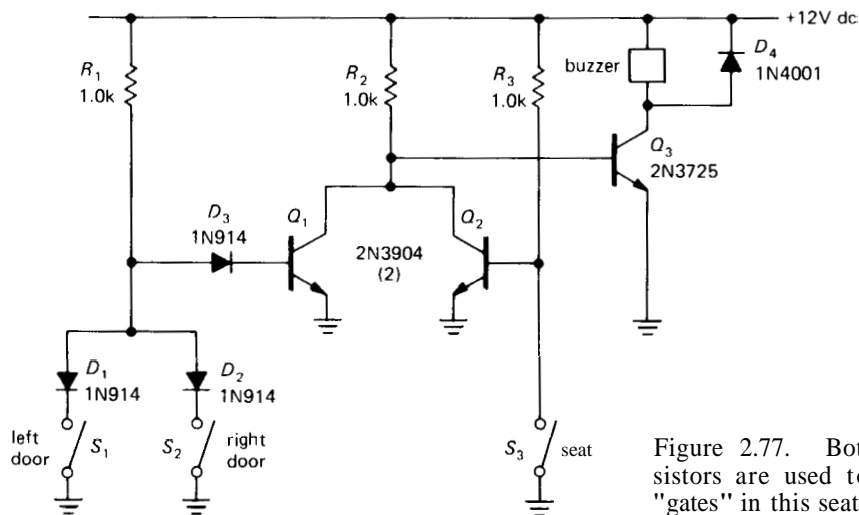 +12V dc
R1
1.0k
R2
1.0k
R3
1.0k
buzzer
D4
1N4001
Q3
2N3725
D3
1N914
Q1
Q2
2N3904
(2)
D1
1N914
D2
1N914
left
door
S1
S2
right
door
S3
seat
Figure 2.77.
sistors are used
"gates" in this seat